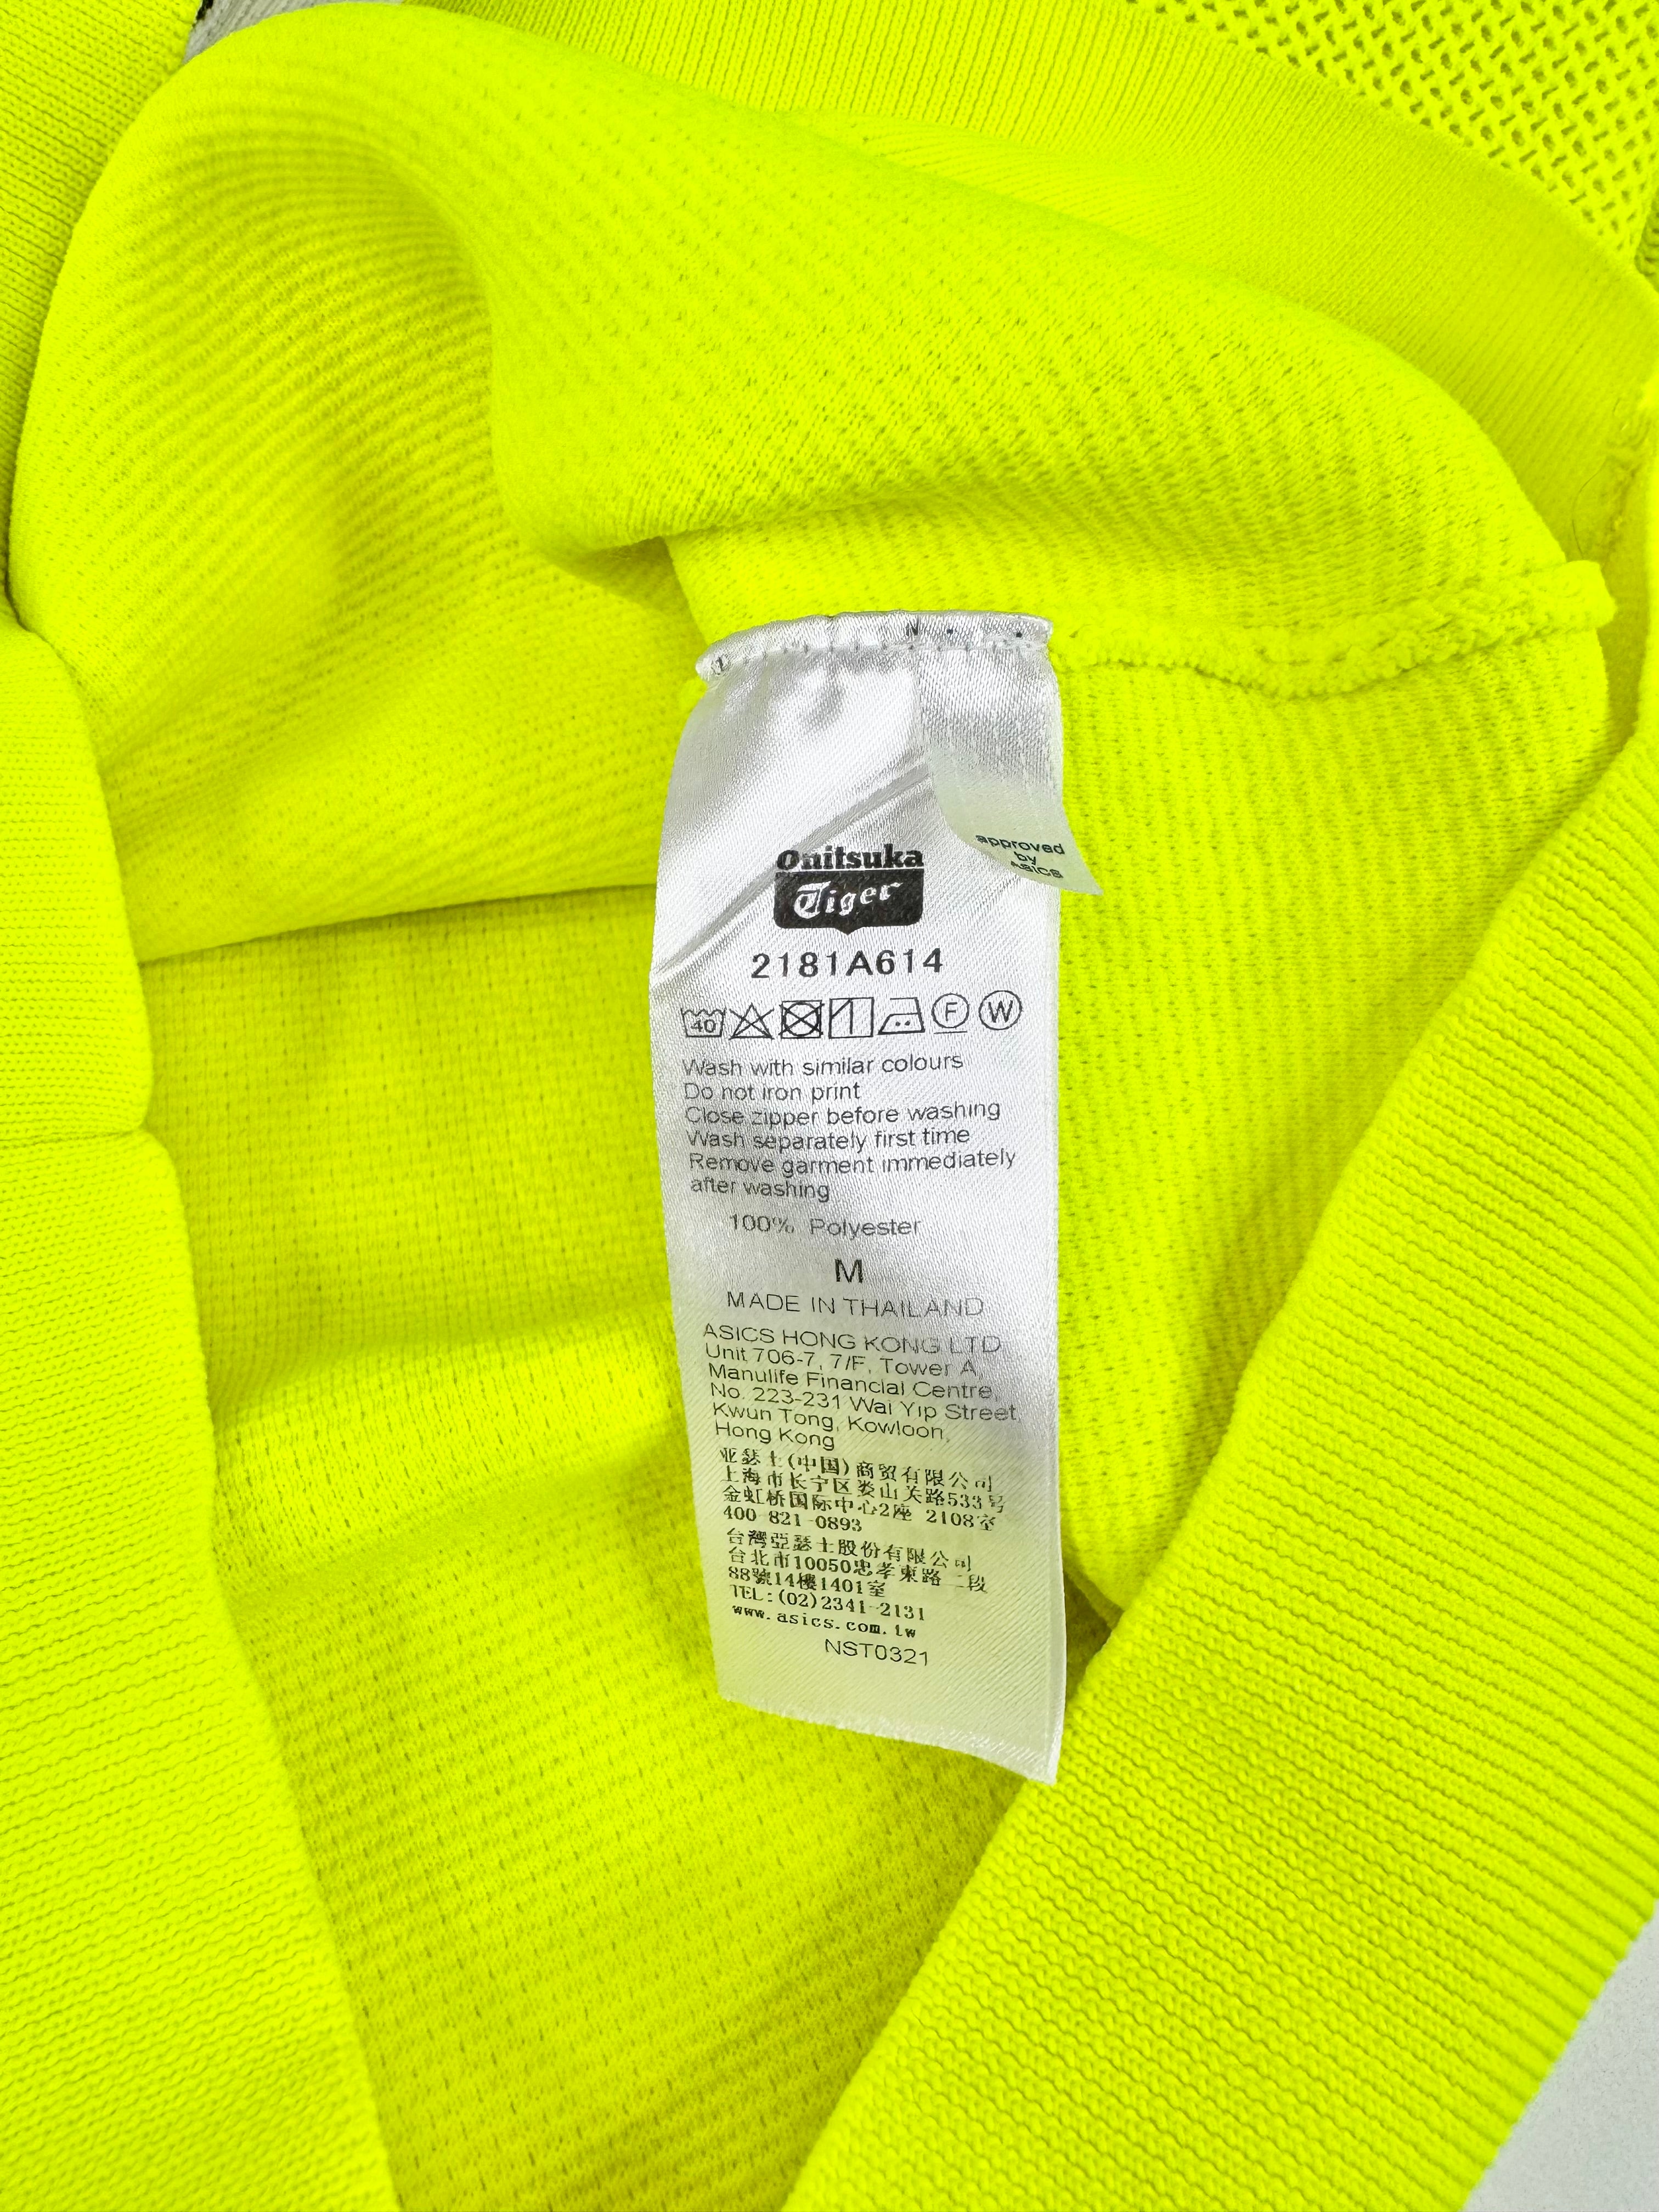 Onitsuka
Tiger
approved
by
ASICS
2181A614
40 F W
Wash with similar colours
Do not iron print
Close zipper before washing
Wash separately first time
Remove garment immediately
after washing
100% Polyester
M
MADE IN THAILAND
ASICS HONG KONG LTD
Unit 706-7, 7/F, Tower A,
Manulife Financial Centre,
No. 223-231 Wai Yip Street,
Kwun Tong, Kowloon,
Hong Kong
亚瑟士(中国)商贸有限公司
上海市长宁区娄山关路533号
金虹桥国际中心2座 2108室
400-821-0893
台灣亞瑟士股份有限公司
台北市10050忠孝東路二段
88號14樓1401室
TEL:(02)2341-2131
www.asics.com.tw
NST0321